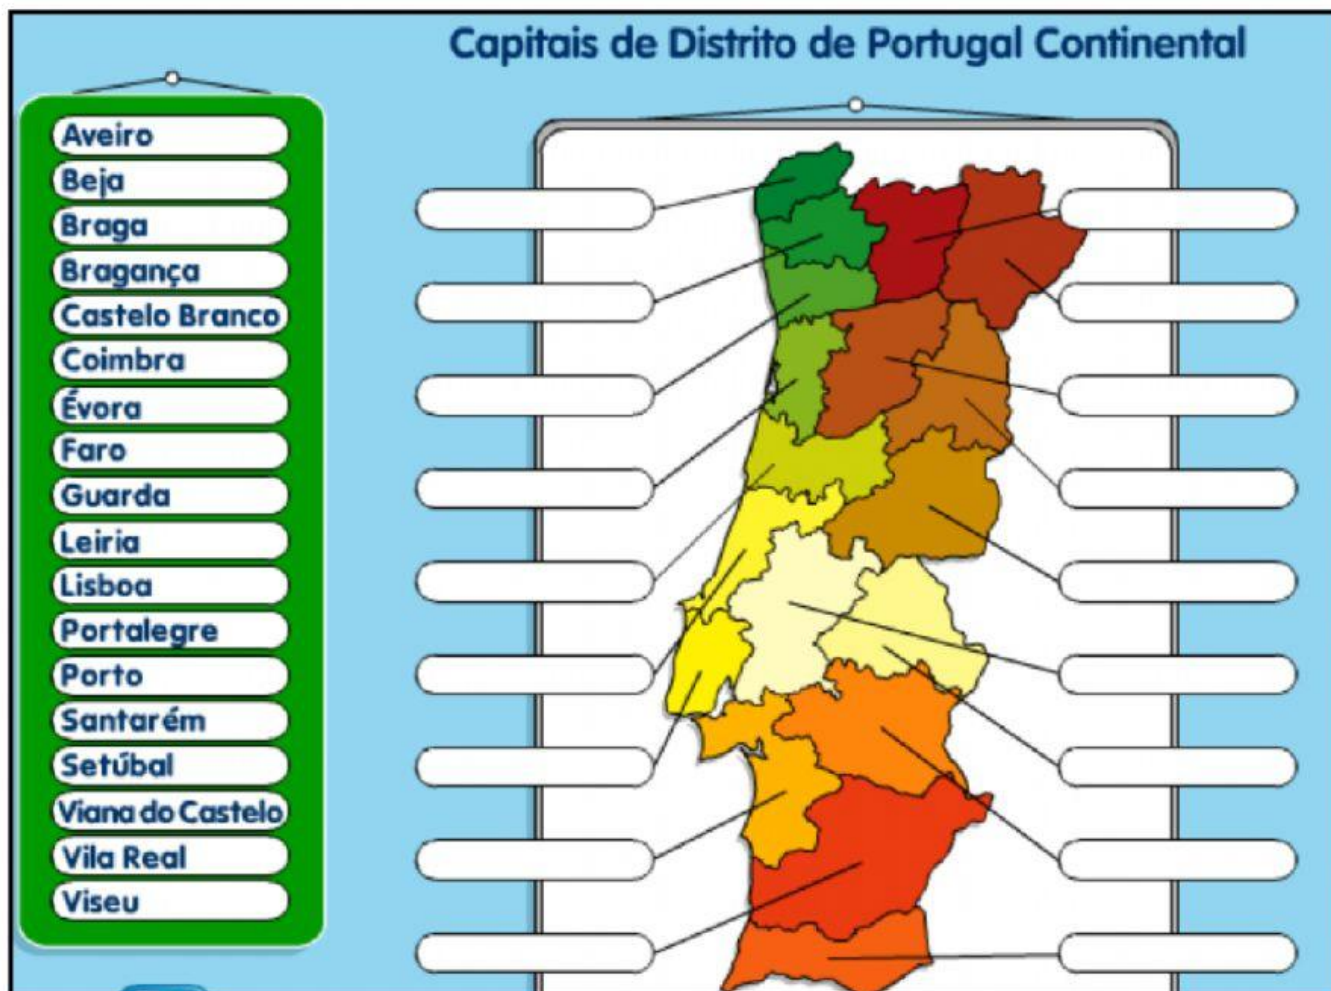 Capitais de Distrito de Portugal Continental
Aveiro
Beja
Braga
Bragança
Castelo Branco
Coimbra
Évora
Faro
Guarda
Leiria
Lisboa
Portalegre
Porto
Santarém
Setúbal
Viana do Castelo
Vila Real
Viseu